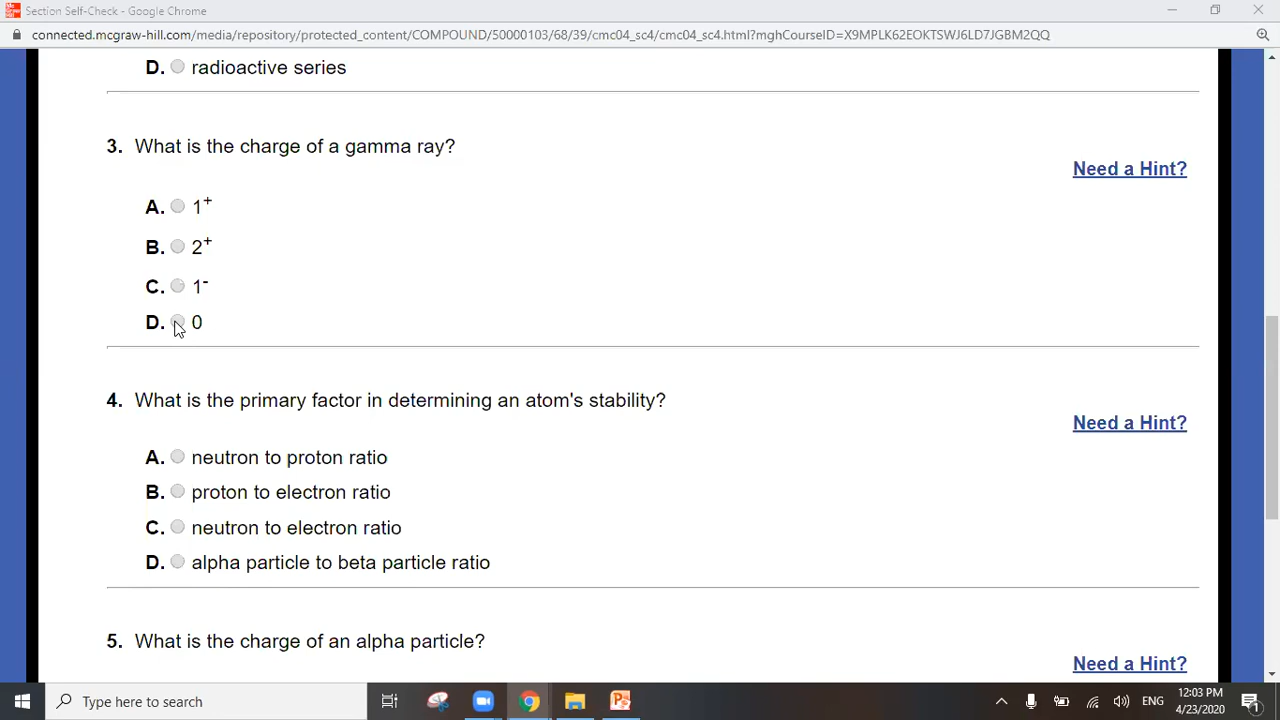 Section Self-Check - Google Chrome
connected.mcgraw-hill.com/media/repository/protected_content/COMPOUND/50000103/68/39/cmc04_sc4/cmc04_sc4.html?mghCourseID=X9MPLK62EOKTSWJ6LD7JGBM2QQ
D. radioactive series
3. What is the charge of a gamma ray?
Need a Hint?
A. 1⁺
B. 2⁺
C. 1⁻
D. 0
4. What is the primary factor in determining an atom's stability?
Need a Hint?
A. neutron to proton ratio
B. proton to electron ratio
C. neutron to electron ratio
D. alpha particle to beta particle ratio
5. What is the charge of an alpha particle?
Need a Hint?
Type here to search
ENG
12:03 PM
4/23/2020
1